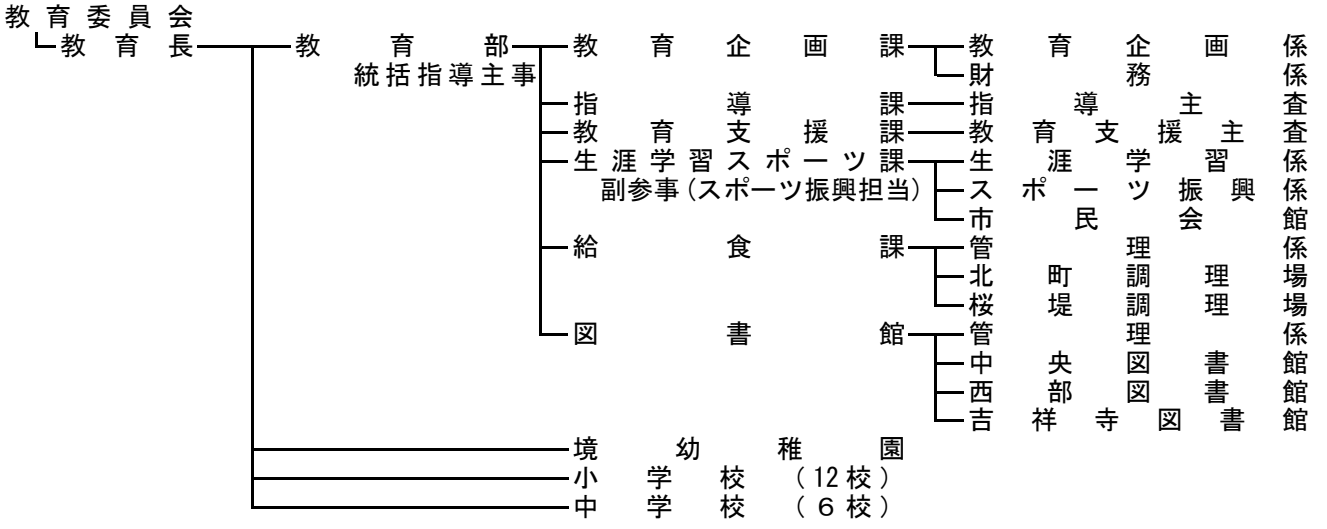 教育委員会
教育長 教育部 教育企画課 教育企画係
統括指導主事 財務係
指導課 指導主査
教育支援課 教育支援主査
生涯学習スポーツ課 生涯学習係
副参事(スポーツ振興担当) スポーツ振興係
市民会館
給食課 管理係
北町調理場
桜堤調理場
図書館 管理係
中央図書館
西部図書館
吉祥寺図書館
境幼稚園
小学校(12校)
中学校(6校)